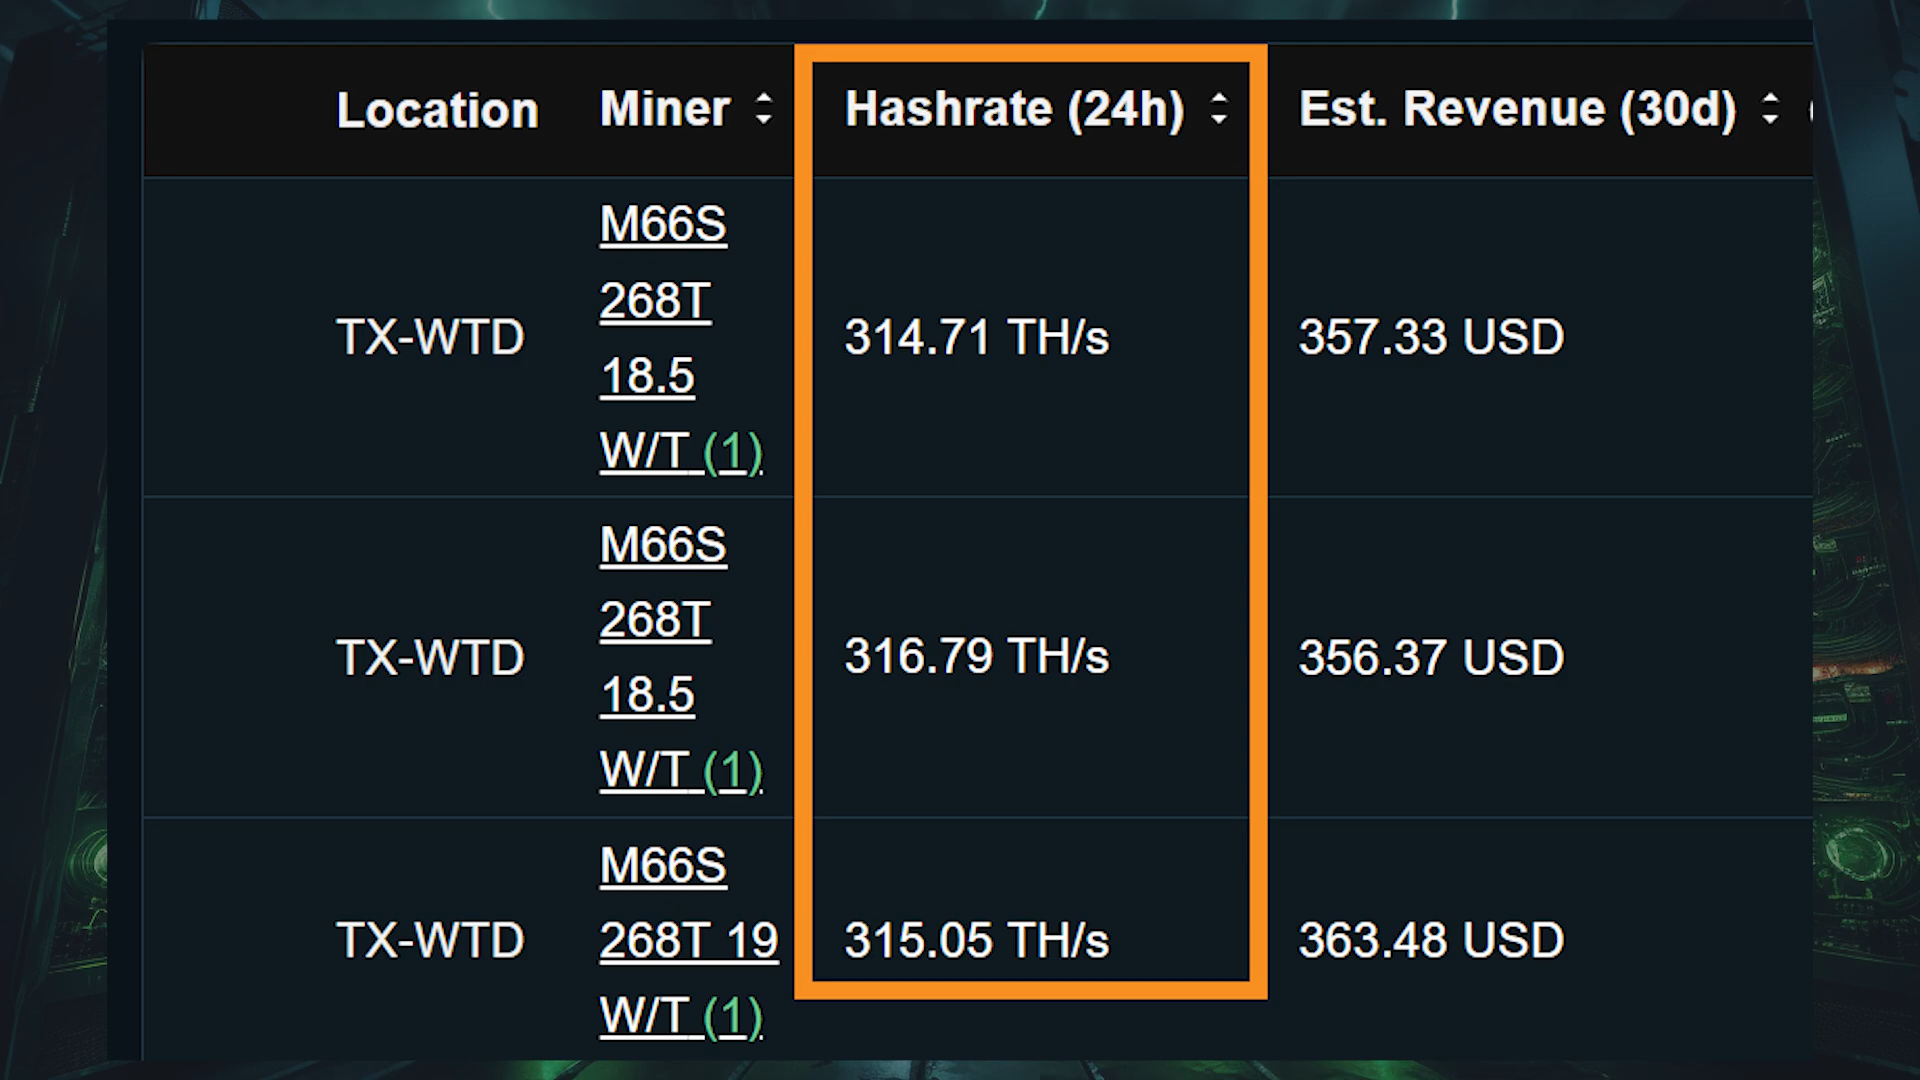 Location Miner Hashrate (24h) Est. Revenue (30d)
M66S
268T
TX-WTD 314.71 TH/s 357.33 USD
18.5
W/T (1)
M66S
268T
TX-WTD 316.79 TH/s 356.37 USD
18.5
W/T (1)
M66S
TX-WTD 268T 19 315.05 TH/s 363.48 USD
W/T (1)